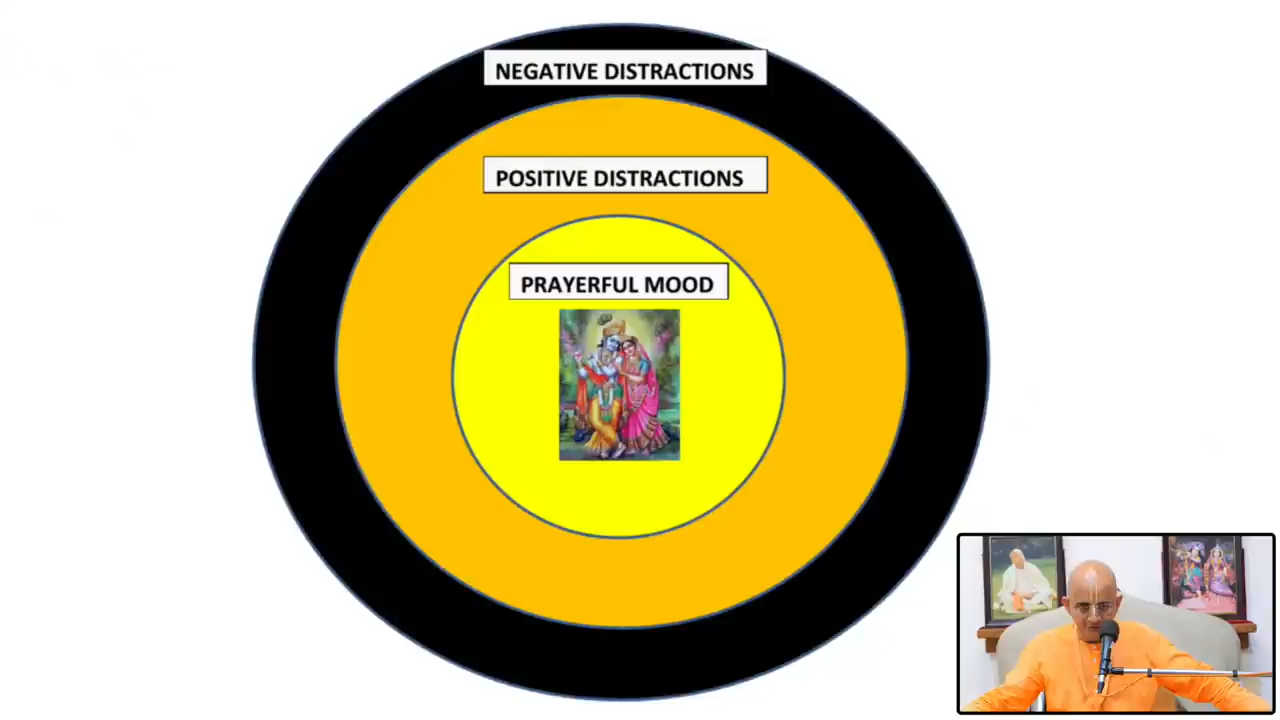 NEGATIVE DISTRACTIONS
POSITIVE DISTRACTIONS
PRAYERFUL MOOD